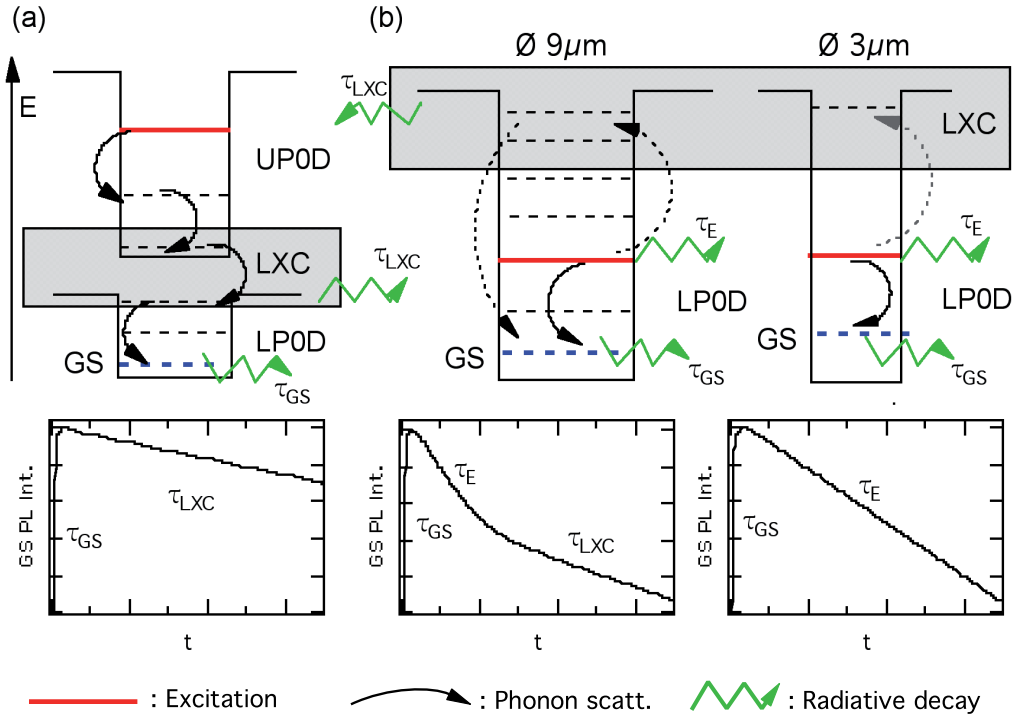 (a)
E
UP0D
LXC
τLXC
LP0D
GS
τGS
(b)
Ø 9µm
Ø 3µm
τLXC
LXC
τE
LP0D
GS
τGS
τE
LP0D
GS
τGS
GS PL Int.
τGS
τLXC
t
GS PL Int.
τGS
τE
τLXC
t
GS PL Int.
τGS
τE
t
: Excitation
: Phonon scatt.
: Radiative decay